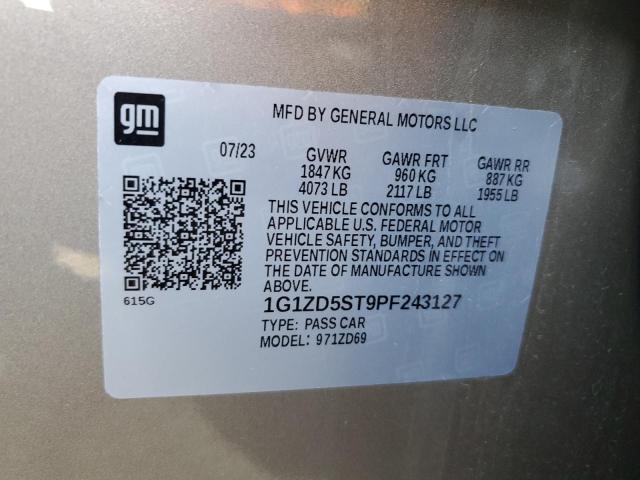 gm
MFD BY GENERAL MOTORS LLC
07/23 GVWR GAWR FRT GAWR RR
1847 KG 960 KG 887 KG
4073 LB 2117 LB 1955 LB
THIS VEHICLE CONFORMS TO ALL
APPLICABLE U.S. FEDERAL MOTOR
VEHICLE SAFETY, BUMPER, AND THEFT
PREVENTION STANDARDS IN EFFECT ON
THE DATE OF MANUFACTURE SHOWN
ABOVE.
615G
1G1ZD5ST9PF243127
TYPE: PASS CAR
MODEL: 971ZD69